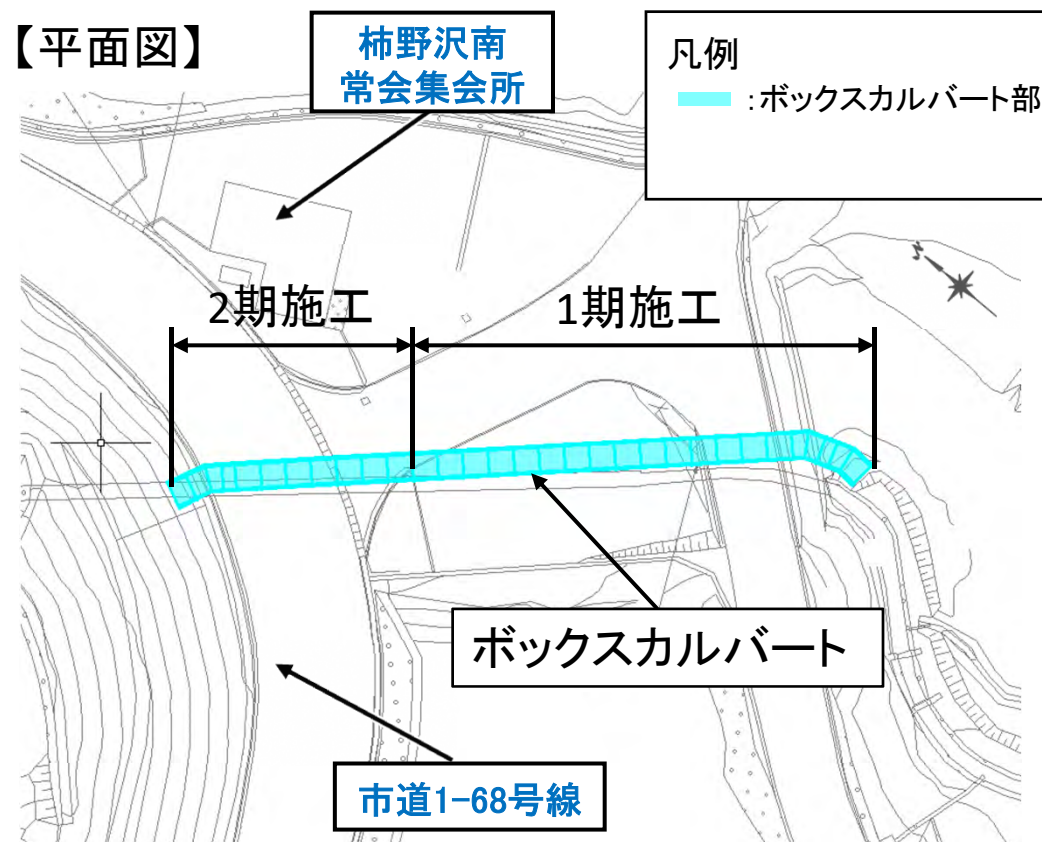 【平面図】
柿野沢南
常会集会所
凡例
:ボックスカルバート部
N
2期施工
1期施工
ボックスカルバート
市道1-68号線